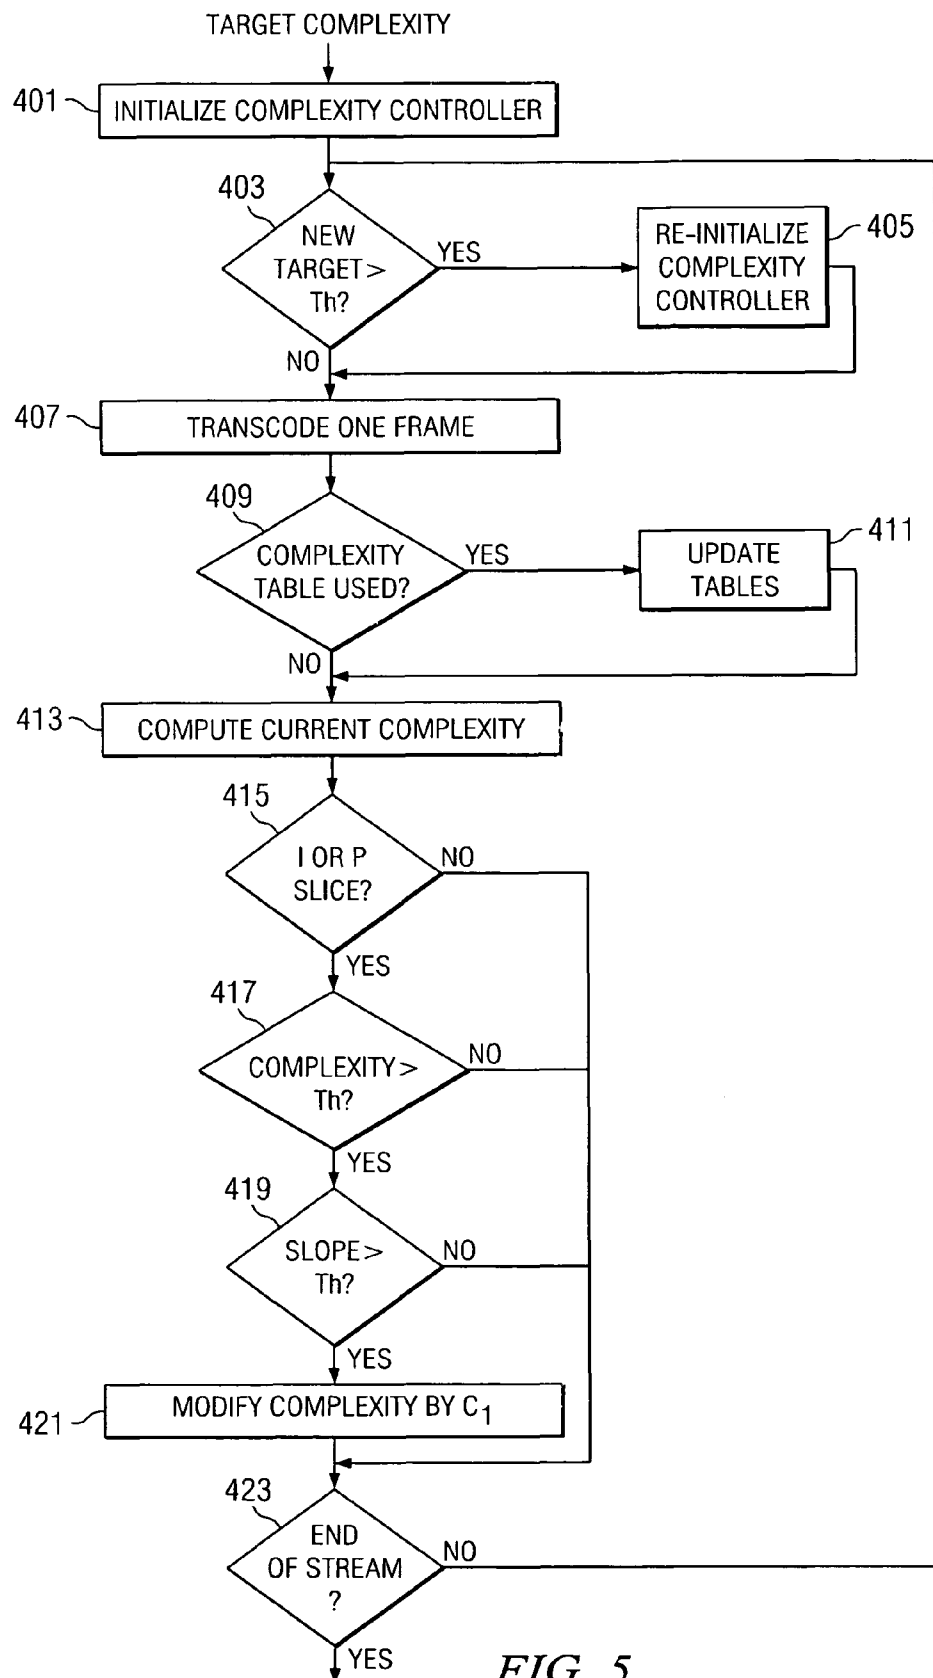 TARGET COMPLEXITY
401
INITIALIZE COMPLEXITY CONTROLLER
403
NEW
TARGET >
Th?
YES
RE-INITIALIZE
COMPLEXITY
CONTROLLER
405
NO
407
TRANSCODE ONE FRAME
409
COMPLEXITY
TABLE USED?
YES
UPDATE
TABLES
411
NO
413
COMPUTE CURRENT COMPLEXITY
415
I OR P
SLICE?
NO
YES
417
COMPLEXITY >
Th?
NO
YES
419
SLOPE >
Th?
NO
YES
421
MODIFY COMPLEXITY BY C1
423
END
OF STREAM
?
NO
YES
FIG. 5